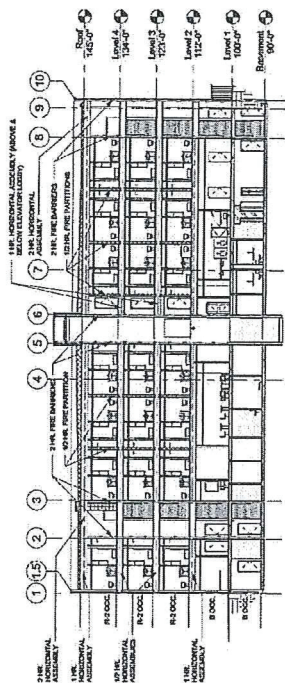 Roof
145'-0"
Level 4
134'-0"
Level 3
123'-0"
Level 2
112'-0"
Level 1
100'-0"
Basement
90'-0"
10
9
8
7
6
5
4
3
2
1.5
1
1 HR. HORIZONTAL ASSEMBLY (ABOVE &
BELOW ELEVATOR LOBBY)
2 HR. HORIZONTAL
ASSEMBLY
2 HR. FIRE BARRIERS
1/2 HR. FIRE PARTITIONS
2 HR. FIRE BARRIERS
1/2 HR. FIRE PARTITION
2 HR.
HORIZONTAL
ASSEMBLY
1 HR.
HORIZONTAL
ASSEMBLY
R-2 OCC.
1/2 HR.
HORIZONTAL
ASSEMBLIES
R-2 OCC.
R-2 OCC.
1 HR.
HORIZONTAL
ASSEMBLY
B OCC.
B OCC.